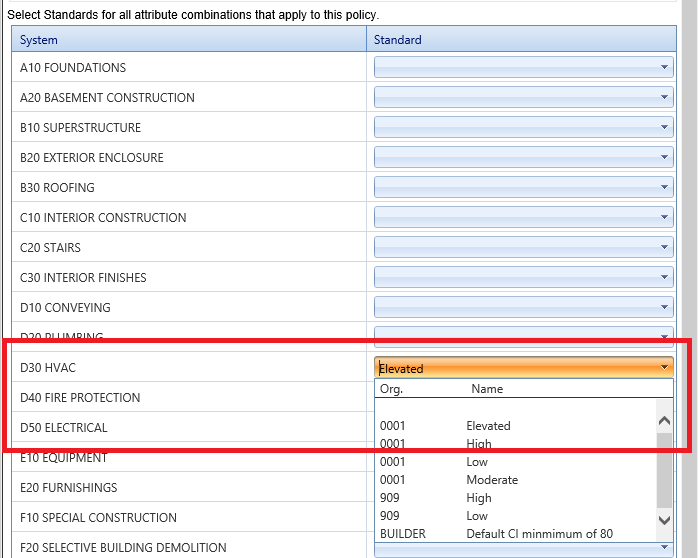 Select Standards for all attribute combinations that apply to this policy.
System Standard
A10 FOUNDATIONS
A20 BASEMENT CONSTRUCTION
B10 SUPERSTRUCTURE
B20 EXTERIOR ENCLOSURE
B30 ROOFING
C10 INTERIOR CONSTRUCTION
C20 STAIRS
C30 INTERIOR FINISHES
D10 CONVEYING
D20 PLUMBING
D30 HVAC Elevated
Org. Name
D40 FIRE PROTECTION
0001 Elevated
D50 ELECTRICAL
0001 High
E10 EQUIPMENT
0001 Low
0001 Moderate
E20 FURNISHINGS
909 High
909 Low
F10 SPECIAL CONSTRUCTION
BUILDER Default CI minmimum of 80
F20 SELECTIVE BUILDING DEMOLITION